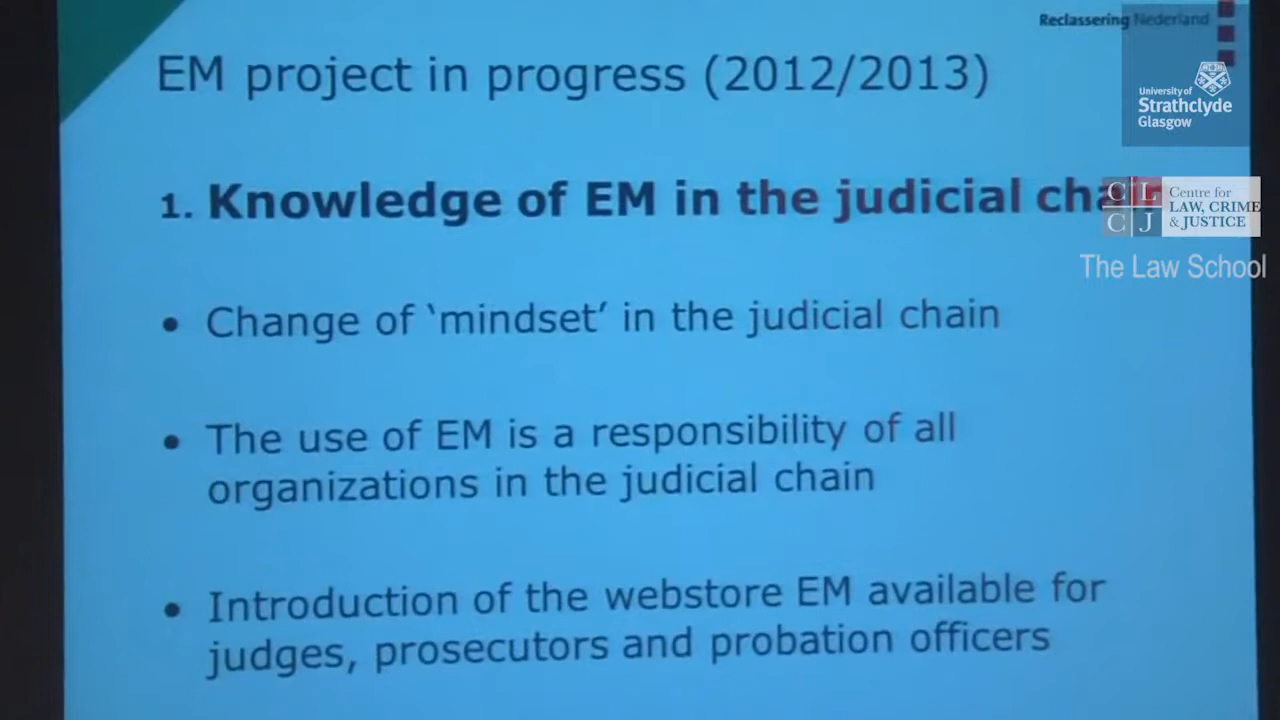 Reclassering Nederland
EM project in progress (2012/2013)
University of
Strathclyde
Glasgow
1. Knowledge of EM in the judicial
C L
C J
Centre for
LAW, CRIME
& JUSTICE
The Law School
• Change of ‘mindset’ in the judicial chain
• The use of EM is a responsibility of all
organizations in the judicial chain
• Introduction of the webstore EM available for
judges, prosecutors and probation officers